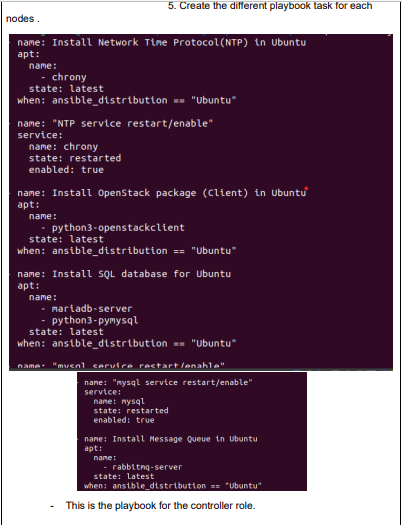 5. Create the different playbook task for each
nodes .
- name: Install Network Time Protocol(NTP) in Ubuntu
apt:
name:
- chrony
state: latest
when: ansible_distribution == "Ubuntu"
name: "NTP service restart/enable"
service:
name: chrony
state: restarted
enabled: true
name: Install OpenStack package (Client) in Ubuntu
apt:
name:
- python3-openstackclient
state: latest
when: ansible_distribution == "Ubuntu"
- name: Install SQL database for Ubuntu
apt:
name:
- mariadb-server
- python3-pymysql
state: latest
when: ansible_distribution == "Ubuntu"
name: "mysql service restart/enable"
- name: "mysql service restart/enable"
service:
name: mysql
state: restarted
enabled: true
- name: Install Message Queue in Ubuntu
apt:
name:
- rabbitmq-server
state: latest
when: ansible_distribution == "Ubuntu"
- This is the playbook for the controller role.